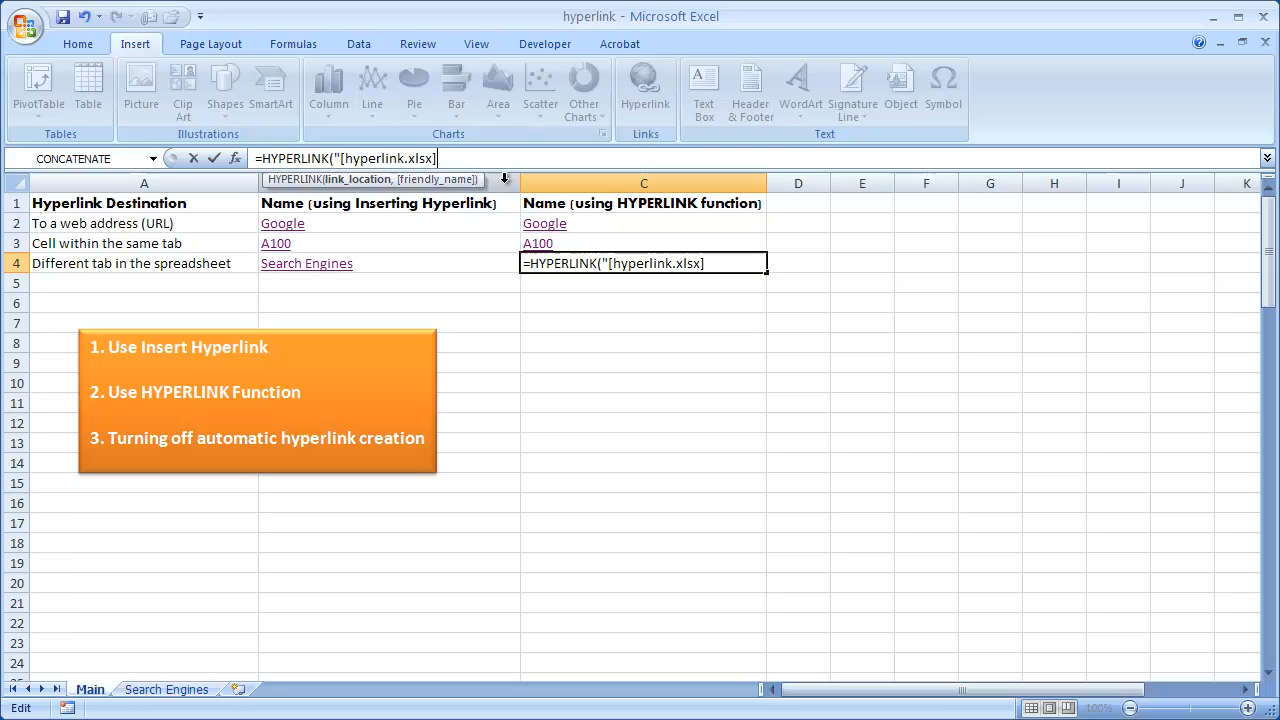 hyperlink - Microsoft Excel
Home Insert Page Layout Formulas Data Review View Developer Acrobat
PivotTable Table Picture Clip Art Shapes SmartArt Column Line Pie Bar Area Scatter Other Charts Hyperlink Text Box Header & Footer WordArt Signature Line Object Symbol
Tables Illustrations Charts Links Text
CONCATENATE =HYPERLINK("[hyperlink.xlsx]
HYPERLINK(link_location, [friendly_name])
A C D E F G H I J K
1 Hyperlink Destination Name (using Inserting Hyperlink) Name (using HYPERLINK function)
2 To a web address (URL) Google Google
3 Cell within the same tab A100 A100
4 Different tab in the spreadsheet Search Engines =HYPERLINK("[hyperlink.xlsx]
5
6
7
8 1. Use Insert Hyperlink
9
10 2. Use HYPERLINK Function
11
12
13 3. Turning off automatic hyperlink creation
14
15
16
17
18
19
20
21
22
23
24
Main Search Engines
Edit 100%